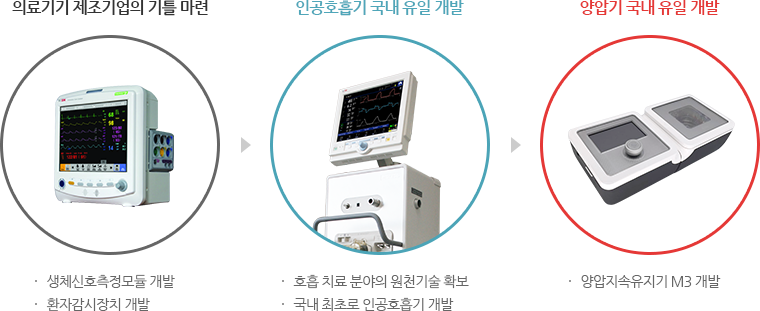 의료기기 제조기업의 기틀 마련
인공호흡기 국내 유일 개발
양압기 국내 유일 개발
· 생체신호측정모듈 개발
· 환자감시장치 개발
· 호흡 치료 분야의 원천기술 확보
· 국내 최초로 인공호흡기 개발
· 양압지속유지기 M3 개발